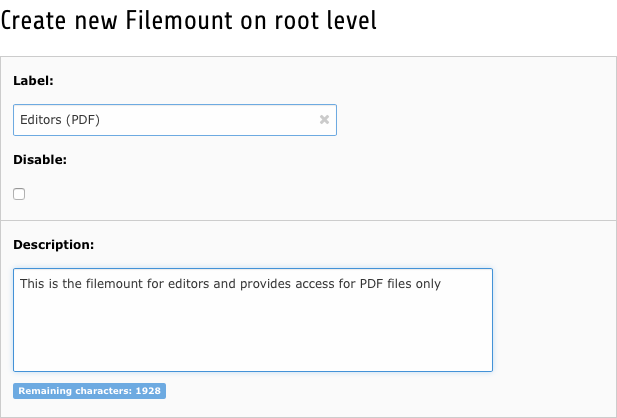 Create new Filemount on root level
Label:
Editors (PDF)
Disable:
Description:
This is the filemount for editors and provides access for PDF files only
Remaining characters: 1928